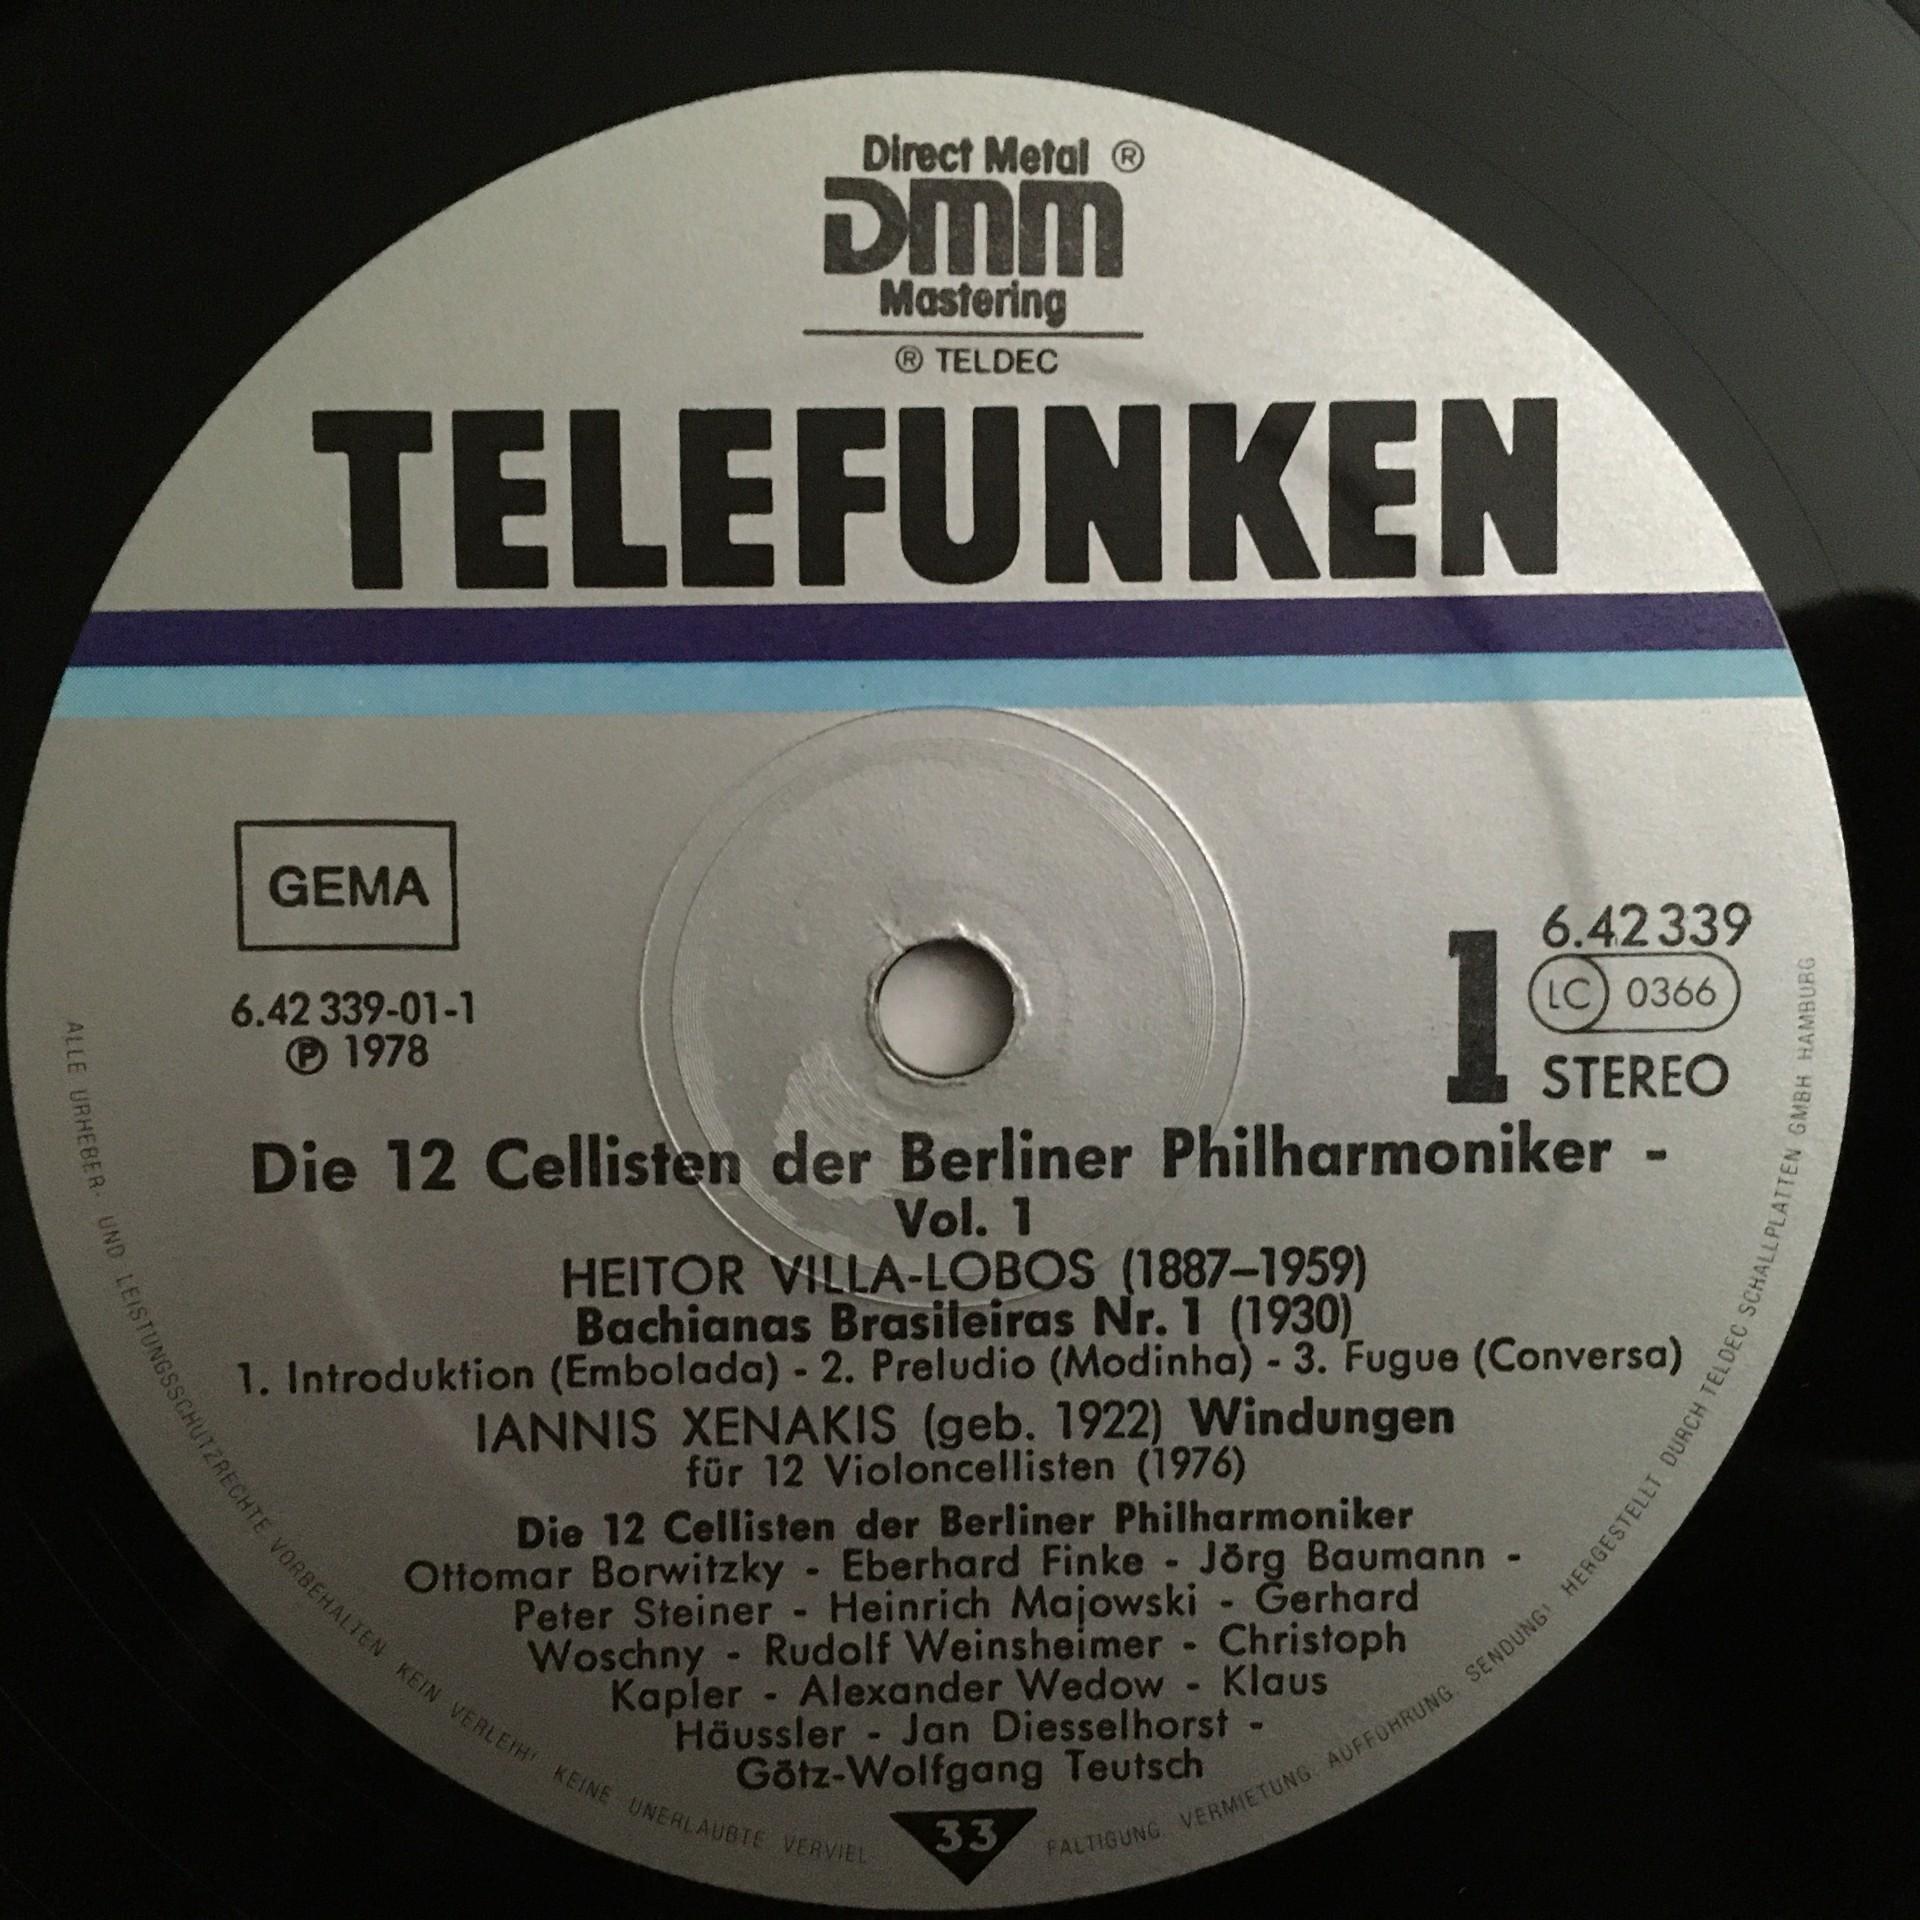 Direct Metal ®
DMM
Mastering
® TELDEC
TELEFUNKEN
GEMA
6.42 339-01-1
Ⓟ 1978
1
6.42 339
LC 0366
STEREO
Die 12 Cellisten der Berliner Philharmoniker -
Vol. 1
HEITOR VILLA-LOBOS (1887–1959)
Bachianas Brasileiras Nr. 1 (1930)
1. Introduktion (Embolada) - 2. Preludio (Modinha) - 3. Fugue (Conversa)
IANNIS XENAKIS (geb. 1922) Windungen
für 12 Violoncellisten (1976)
Die 12 Cellisten der Berliner Philharmoniker
Ottomar Borwitzky - Eberhard Finke - Jörg Baumann -
Peter Steiner - Heinrich Majowski - Gerhard
Woschny - Rudolf Weinsheimer - Christoph
Kapler - Alexander Wedow - Klaus
Häussler - Jan Diesselhorst -
Götz-Wolfgang Teutsch
33
ALLE URHEBER- UND LEISTUNGSSCHUTZRECHTE VORBEHALTEN KEIN VERLEIH! KEINE UNERLAUBTE VERVIEL FALTIGUNG, VERMIETUNG, AUFFÜHRUNG, SENDUNG! HERGESTELLT DURCH TELDEC SCHALLPLATTEN GMBH HAMBURG